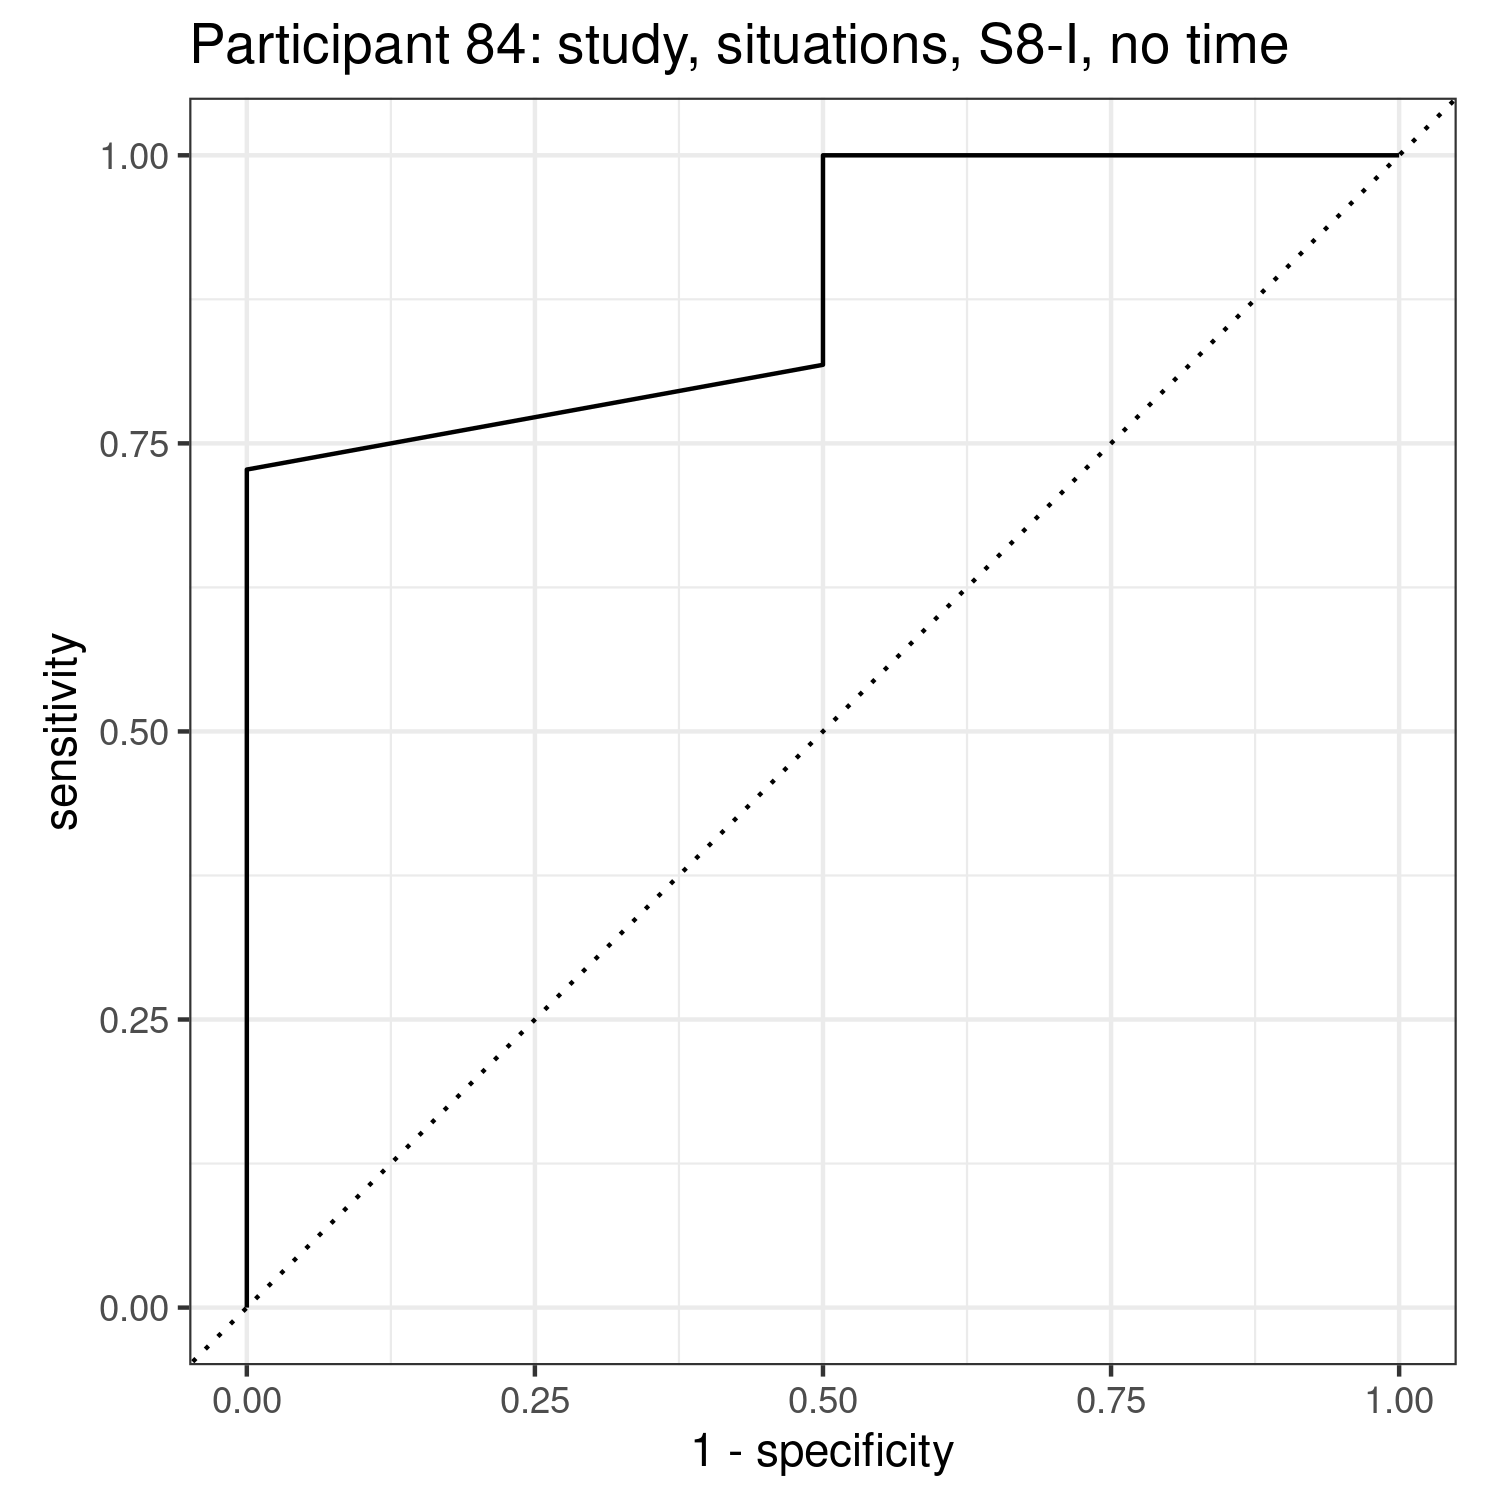 Participant 84: study, situations, S8-I, no time
1.00
0.75
0.50
0.25
0.00
sensitivity
0.00 0.25 0.50 0.75 1.00
1 - specificity